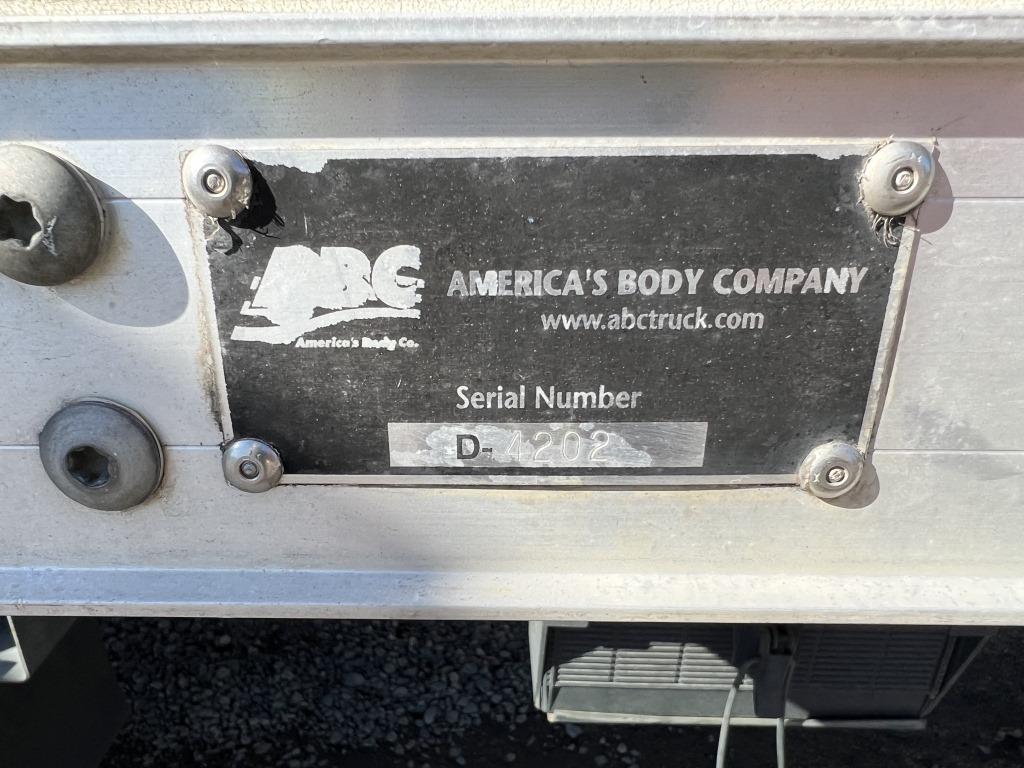 ABC
America's Body Co.
AMERICA'S BODY COMPANY
www.abctruck.com
Serial Number
D-4202